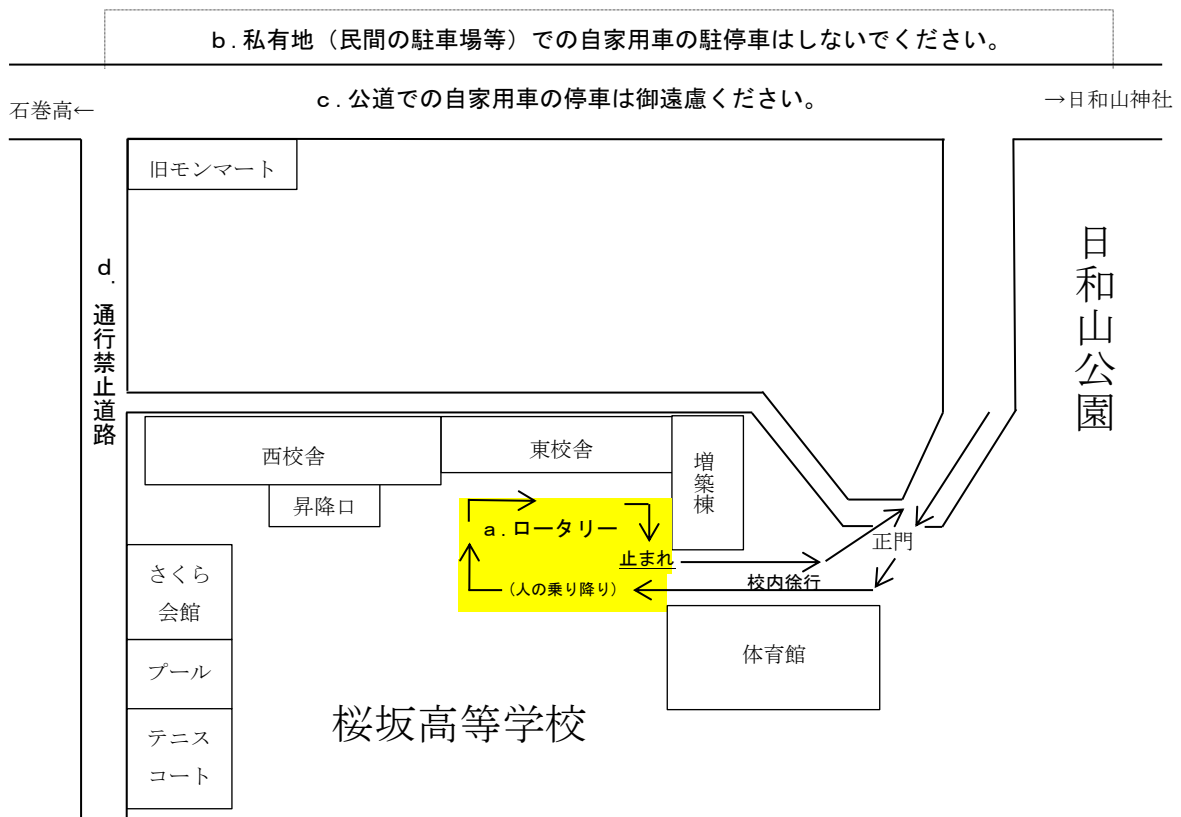 b．私有地（民間の駐車場等）での自家用車の駐停車はしないでください。
c．公道での自家用車の停車は御遠慮ください。
石巻高←
→日和山神社
旧モンマート
d．通行禁止道路
日和山公園
西校舎
東校舎
増築棟
昇降口
a．ロータリー
止まれ
正門
（人の乗り降り）
校内徐行
さくら
会館
プール
テニス
コート
体育館
桜坂高等学校